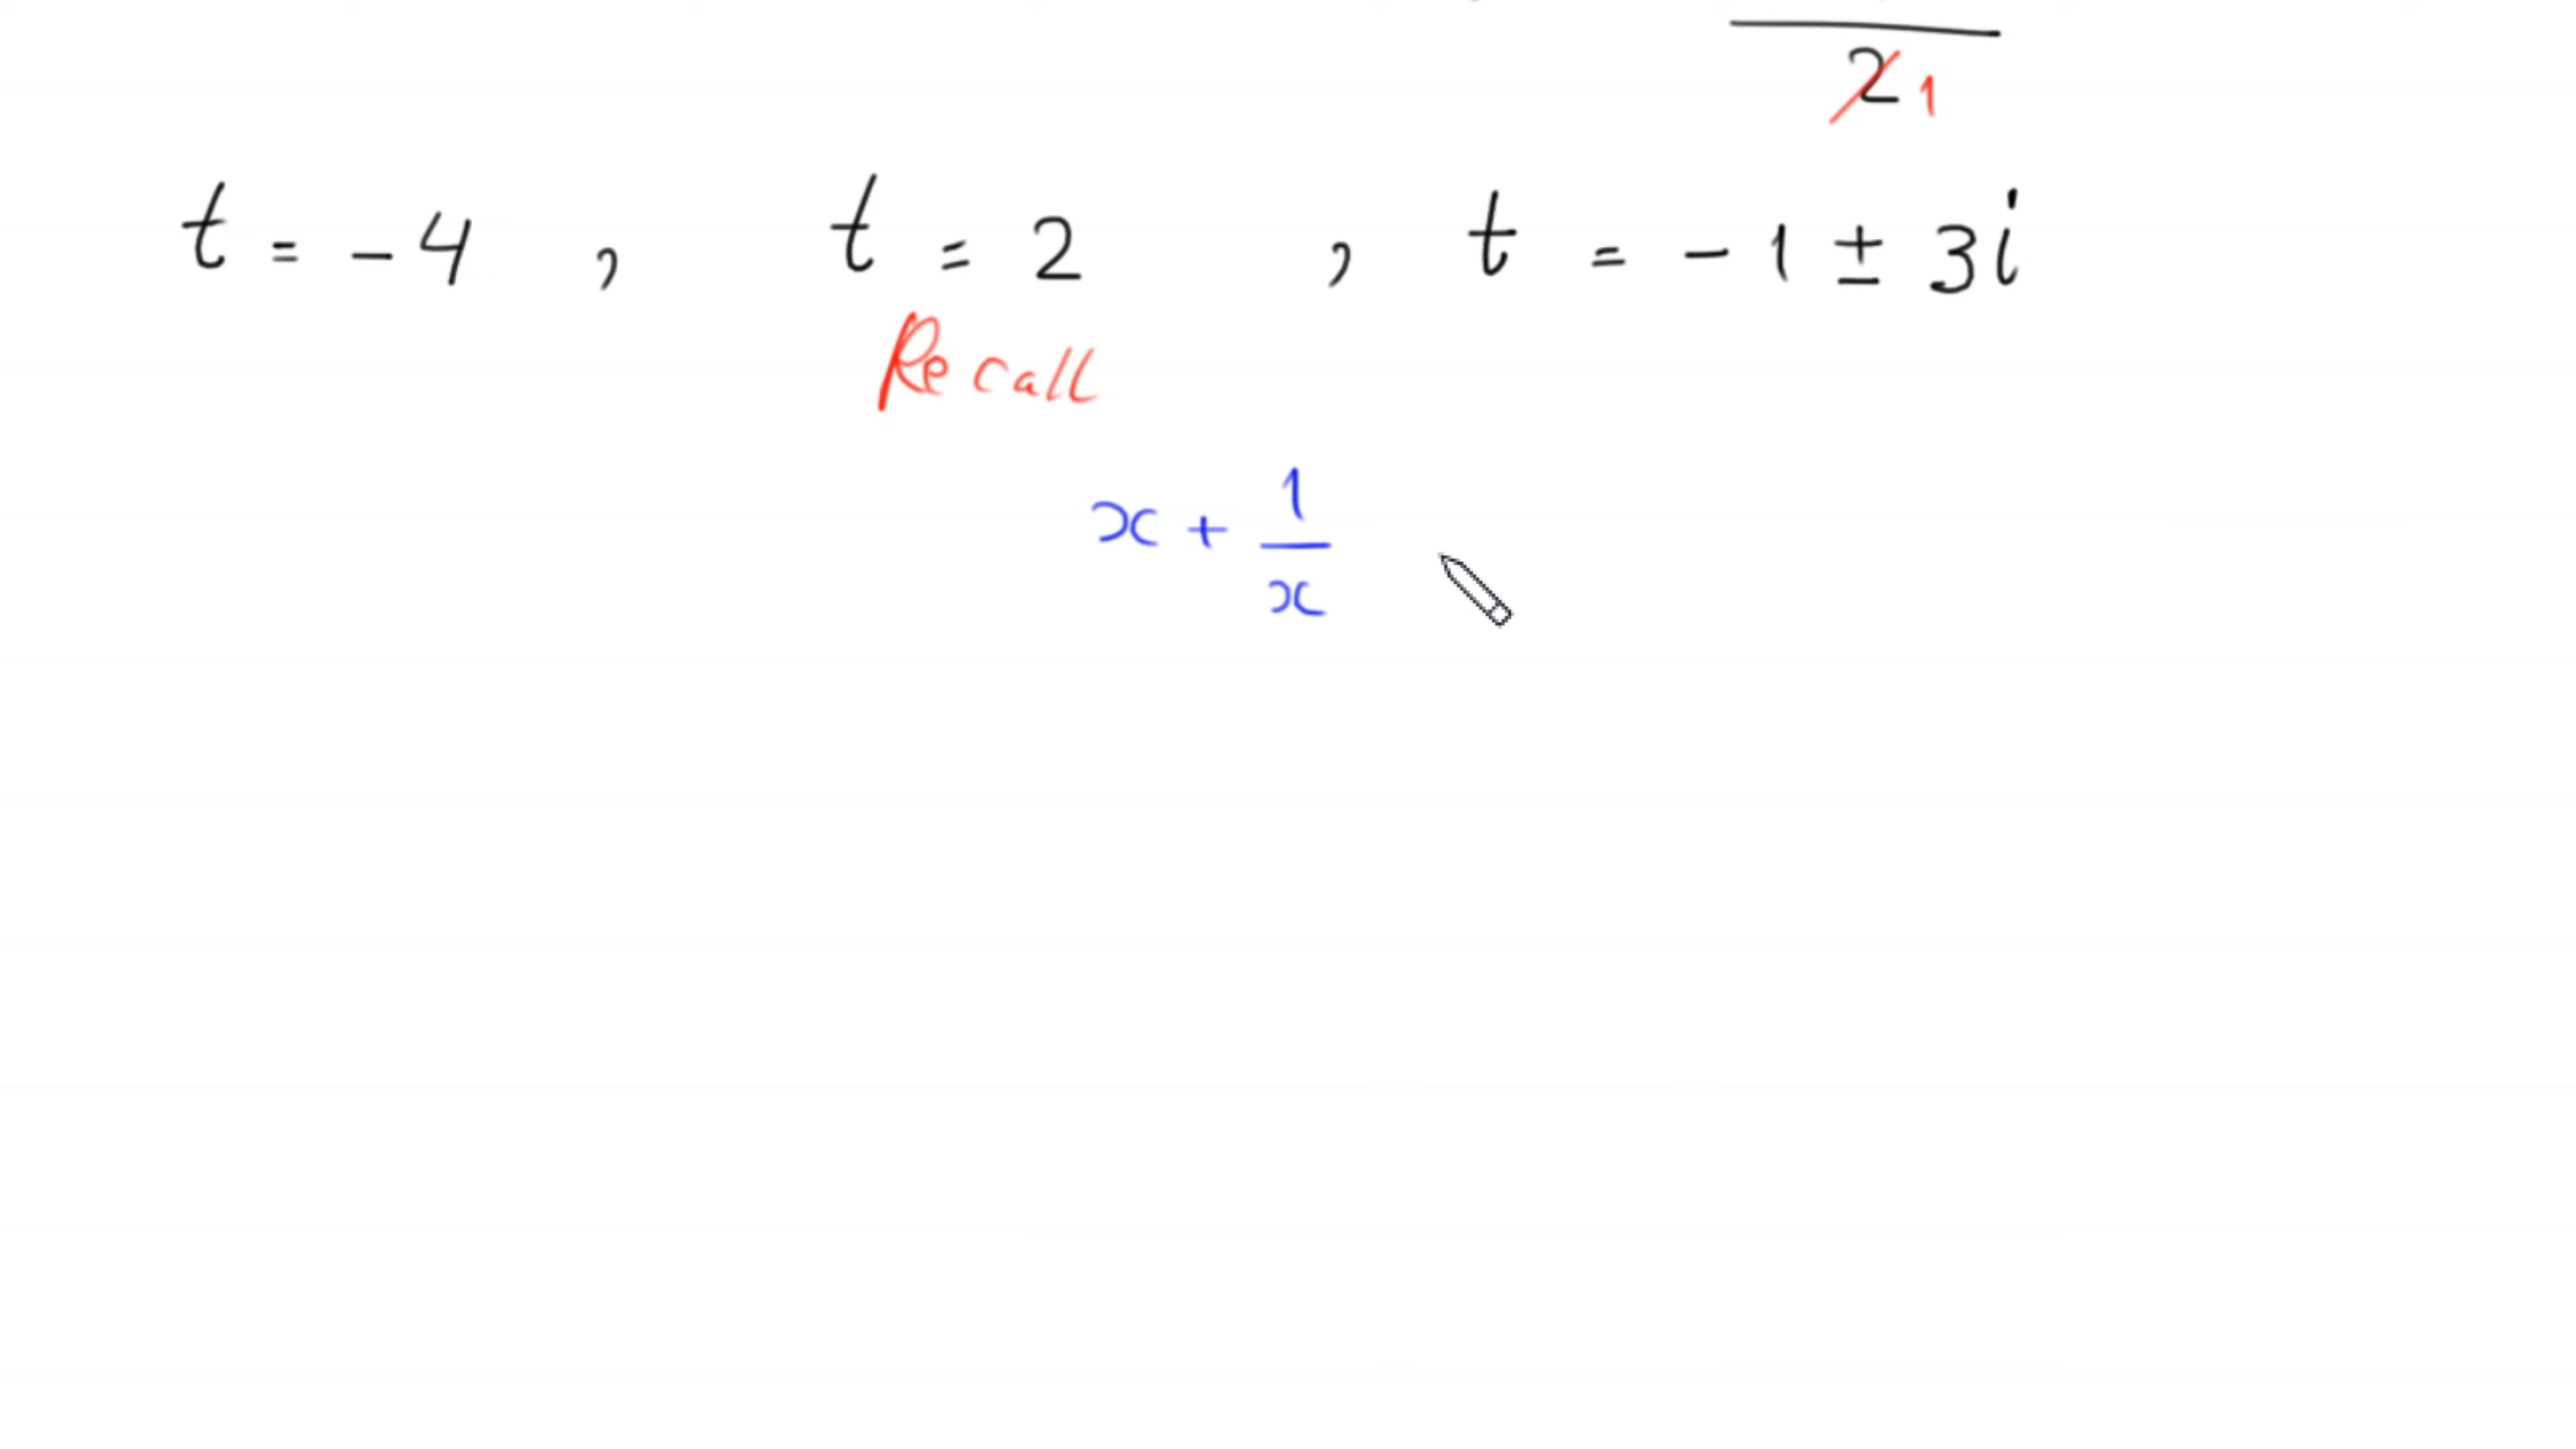 2 1
t = - 4 , t = 2 , t = - 1 ± 3i
Recall
x + 1/x